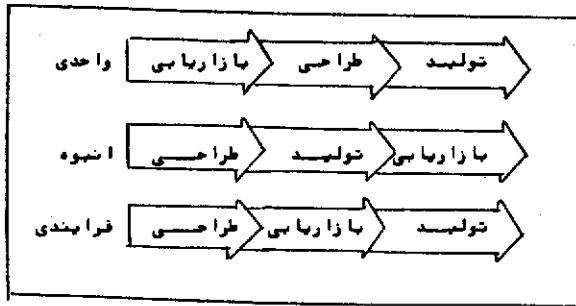 واحدی بازاریابی طراحی تولید
انبوه طراحی تولید بازاریابی
فرایندی طراحی بازاریابی تولید